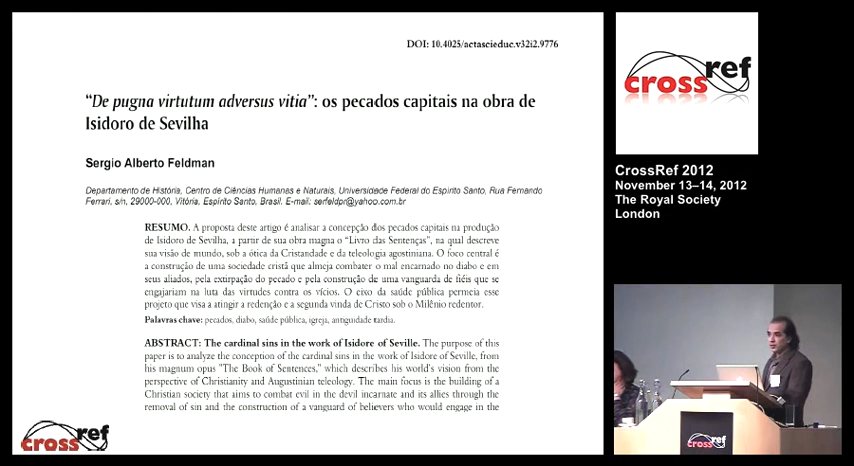 DOI: 10.4025/actascieduc.v32i2.9776
“De pugna virtutum adversus vitia”: os pecados capitais na obra de
Isidoro de Sevilha
Sergio Alberto Feldman
Departamento de História, Centro de Ciências Humanas e Naturais, Universidade Federal do Espírito Santo, Rua Fernando
Ferrari, s/n, 29000-000, Vitória, Espírito Santo, Brasil. E-mail: serfeldpr@yahoo.com.br
RESUMO. A proposta deste artigo é analisar a concepção dos pecados capitais na produção
de Isidoro de Sevilha, a partir de sua obra magna o “Livro das Sentenças”, na qual descreve
sua visão de mundo, sob a ótica da Cristandade e da teleologia agostiniana. O foco central é
a construção de uma sociedade cristã que almeja combater o mal encarnado no diabo e em
seus aliados, pela extirpação do pecado e pela construção de uma vanguarda de fiéis que se
engajariam na luta das virtudes contra os vícios. O eixo da saúde pública permeia esse
projeto que visa a atingir a redenção e a segunda vinda de Cristo sob o Milênio redentor.
Palavras chave: pecados, diabo, saúde pública, igreja, antiguidade tardia.
ABSTRACT: The cardinal sins in the work of Isidore of Seville. The purpose of this
paper is to analyze the conception of the cardinal sins in the work of Isidore of Seville, from
his magnum opus "The Book of Sentences," which describes his world's vision from the
perspective of Christianity and Augustinian teleology. The main focus is the building of a
Christian society that aims to combat evil in the devil incarnate and its allies through the
removal of sin and the construction of a vanguard of believers who would engage in the
crossref
crossref
CrossRef 2012
November 13–14, 2012
The Royal Society
London
crossref